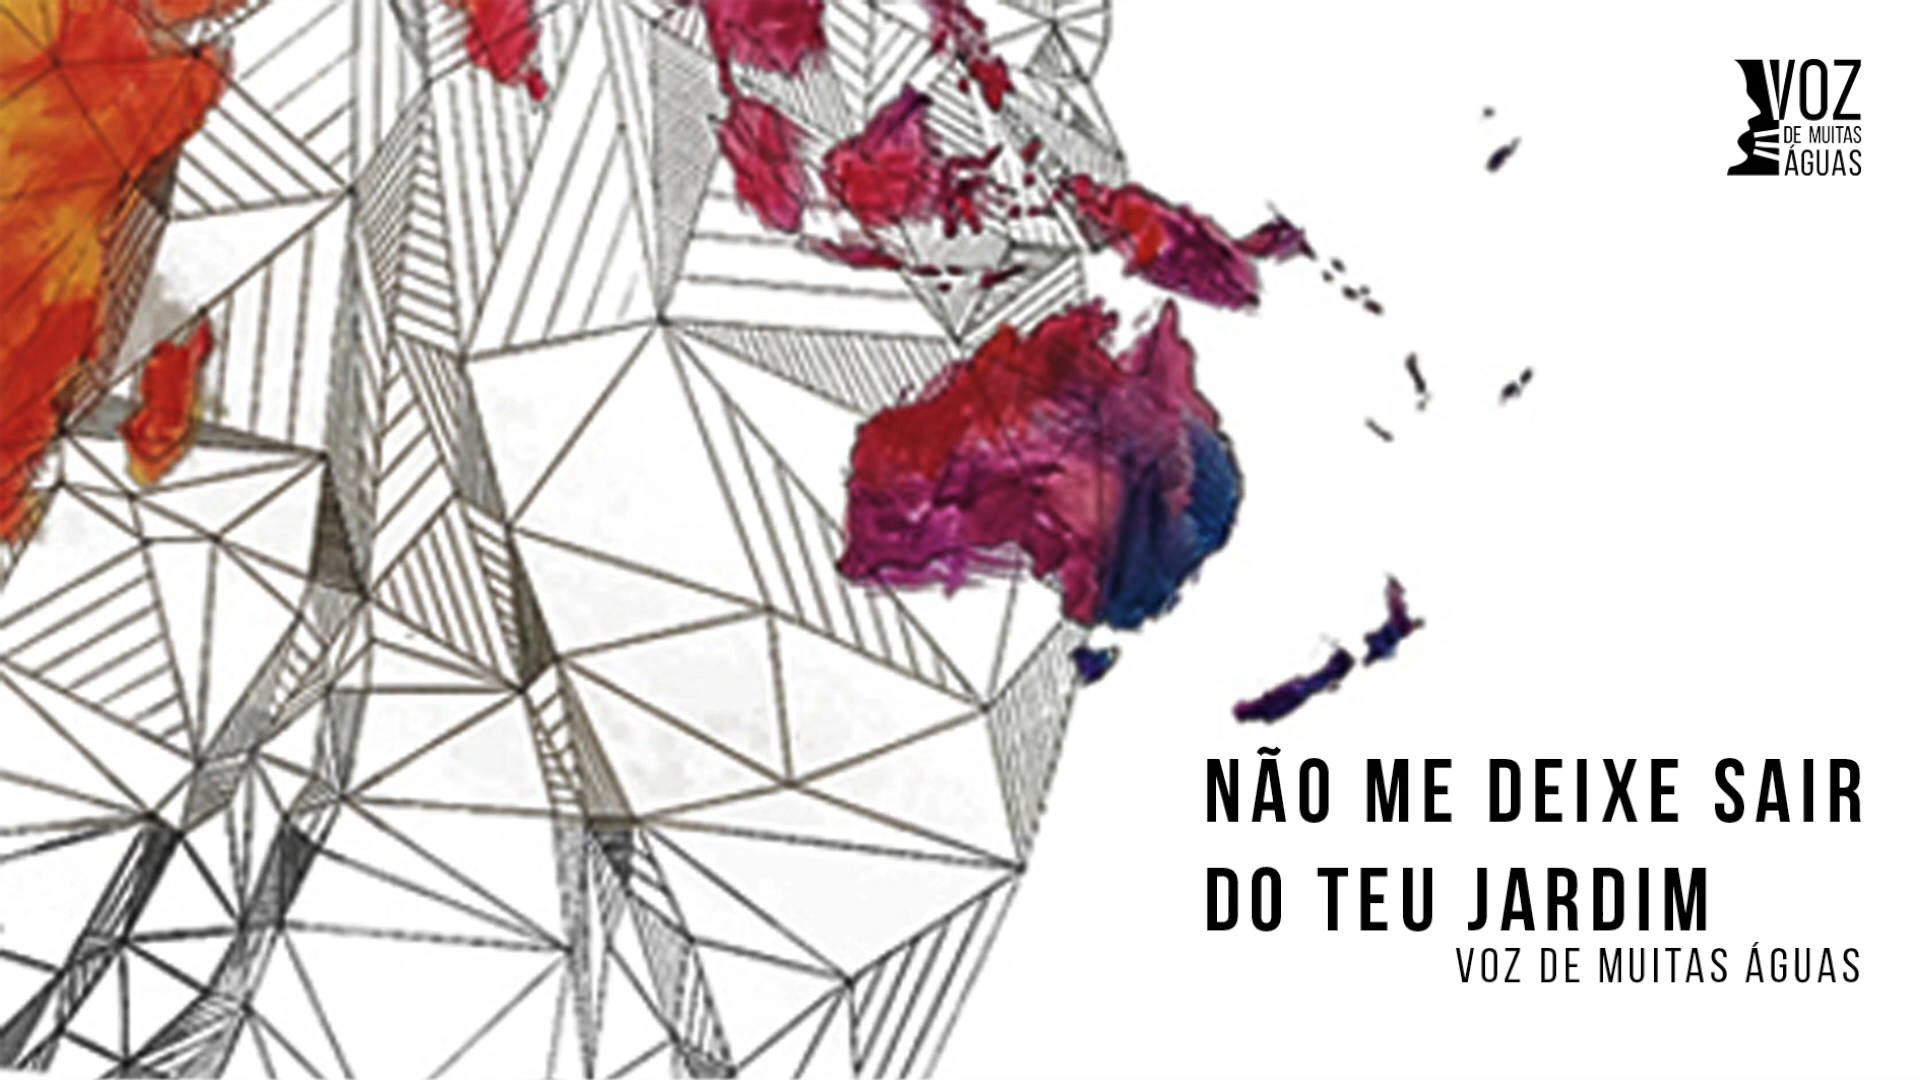 VOZ
DE MUITAS
ÁGUAS
NÃO ME DEIXE SAIR
DO TEU JARDIM
VOZ DE MUITAS ÁGUAS